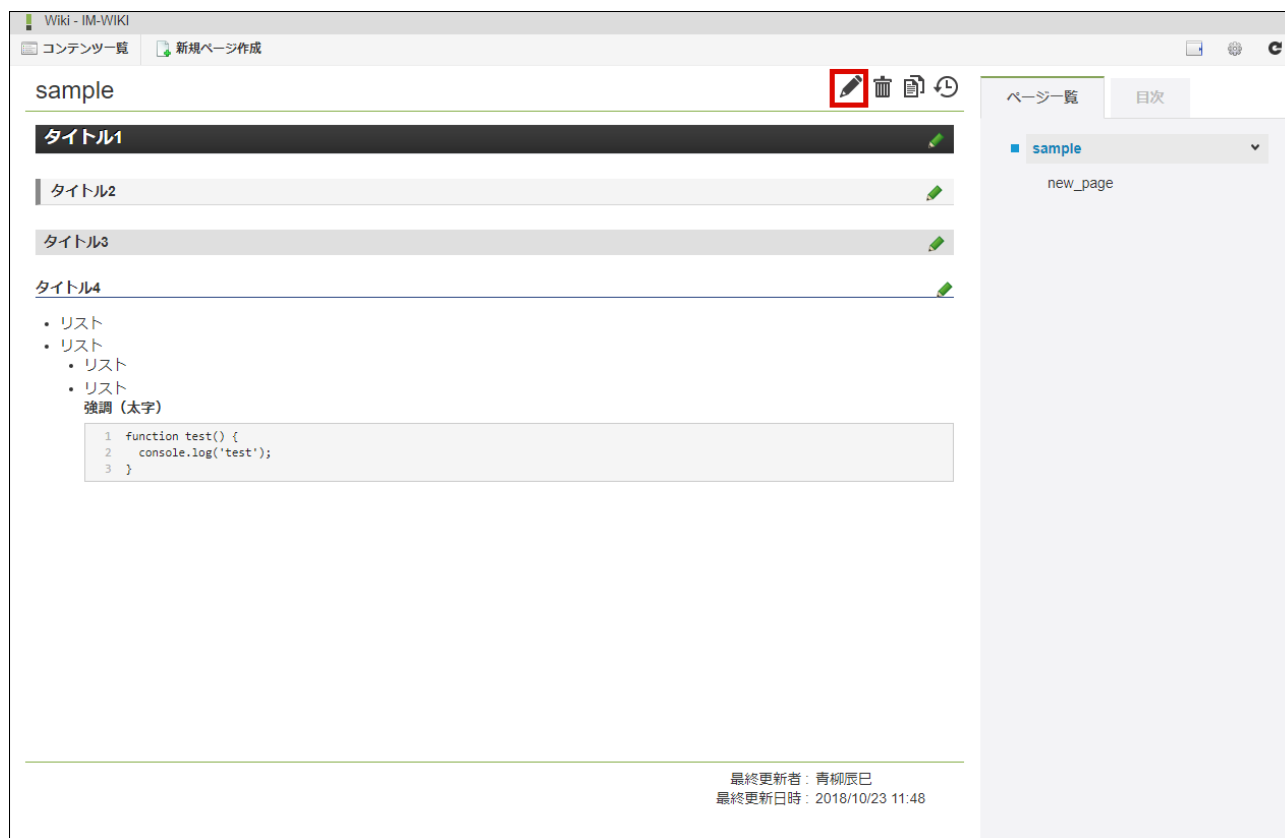 Wiki - IM-WIKI
コンテンツ一覧 新規ページ作成
sample
タイトル1
タイトル2
タイトル3
タイトル4
• リスト
• リスト
• リスト
• リスト
強調（太字）
1 function test() {
2 console.log('test');
3 }
最終更新者 : 青柳辰巳
最終更新日時 : 2018/10/23 11:48
ページ一覧 目次
sample
new_page